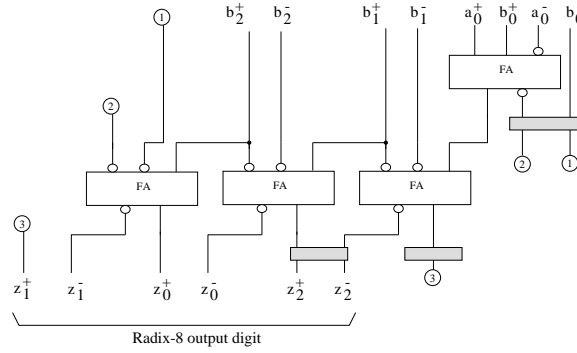 1 b₂⁺ b₂⁻ b₁⁺ b₁⁻ a₀⁺ b₀⁺ a₀⁻
FA
2
FA FA FA
2 1
3
3
z₁⁺ z₁⁻ z₀⁺ z₀⁻ z₂⁺ z₂⁻
Radix-8 output digit